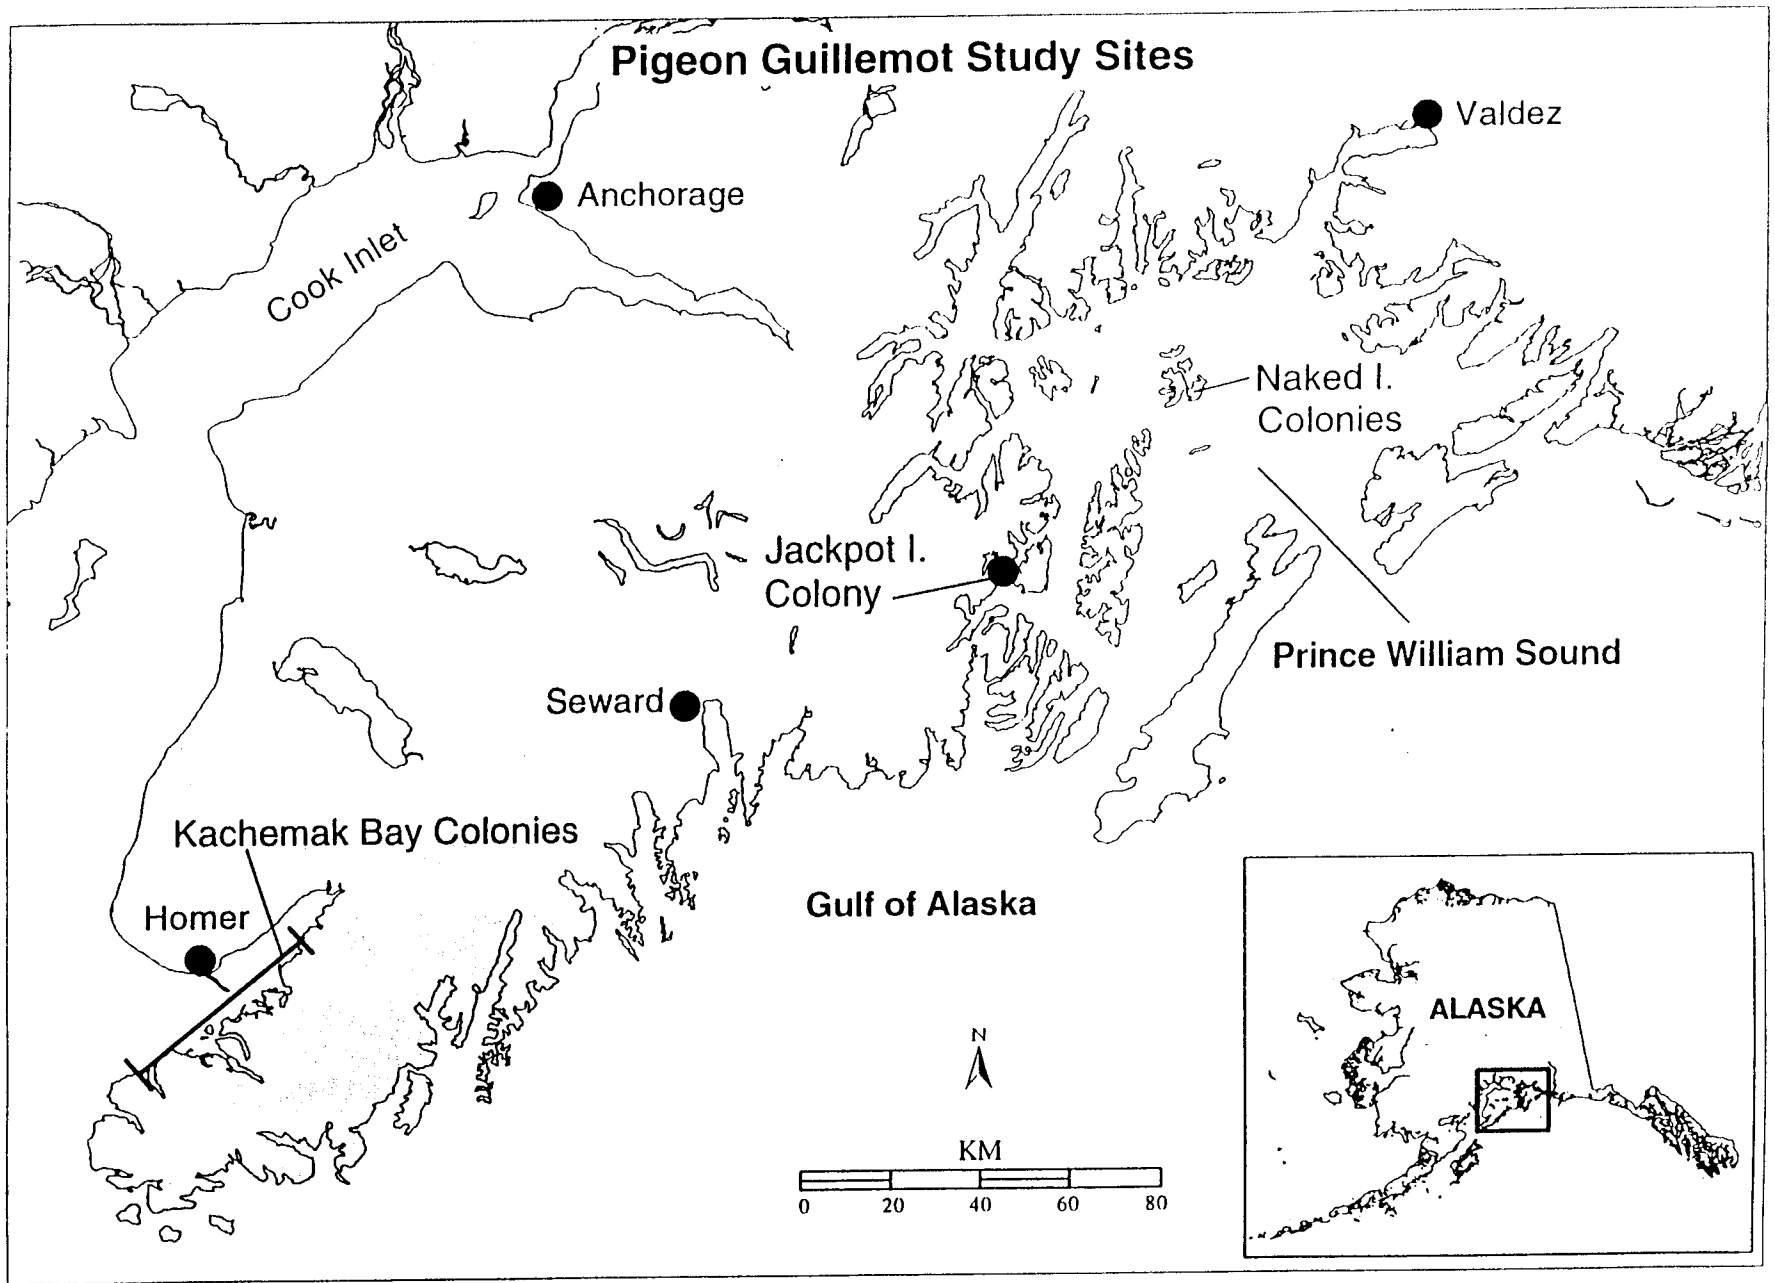 Pigeon Guillemot Study Sites
Valdez
Anchorage
Cook Inlet
Naked I.
Colonies
Jackpot I.
Colony
Prince William Sound
Seward
Kachemak Bay Colonies
Homer
Gulf of Alaska
ALASKA
N
KM
0 20 40 60 80